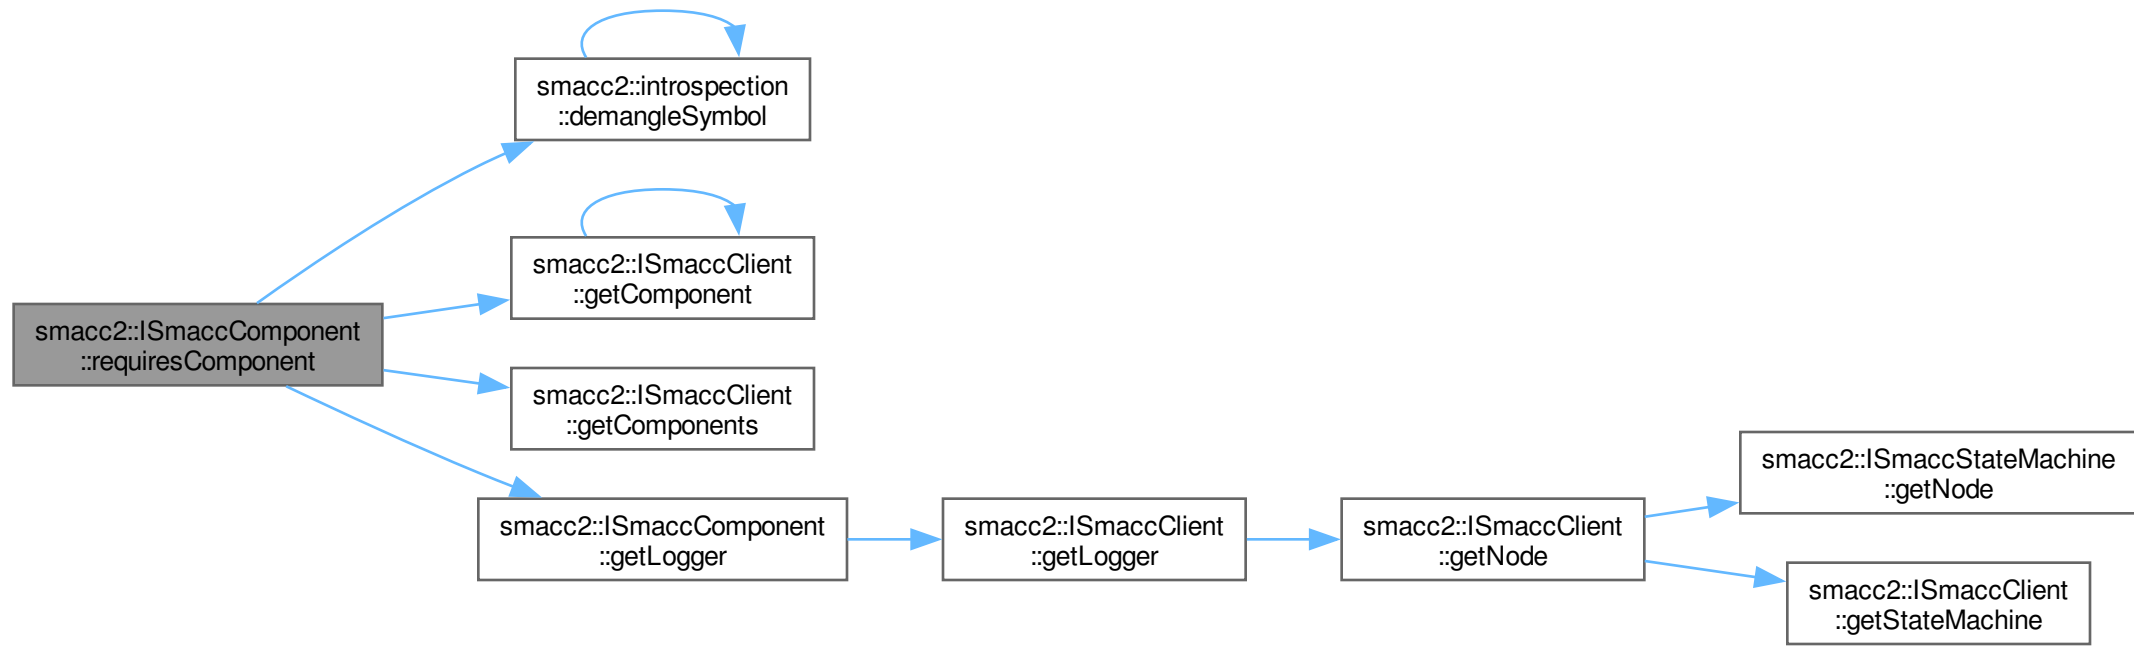 smacc2::introspection
::demangleSymbol
smacc2::ISmaccClient
::getComponent
smacc2::ISmaccComponent
::requiresComponent
smacc2::ISmaccClient
::getComponents
smacc2::ISmaccComponent
::getLogger
smacc2::ISmaccClient
::getLogger
smacc2::ISmaccClient
::getNode
smacc2::ISmaccStateMachine
::getNode
smacc2::ISmaccClient
::getStateMachine